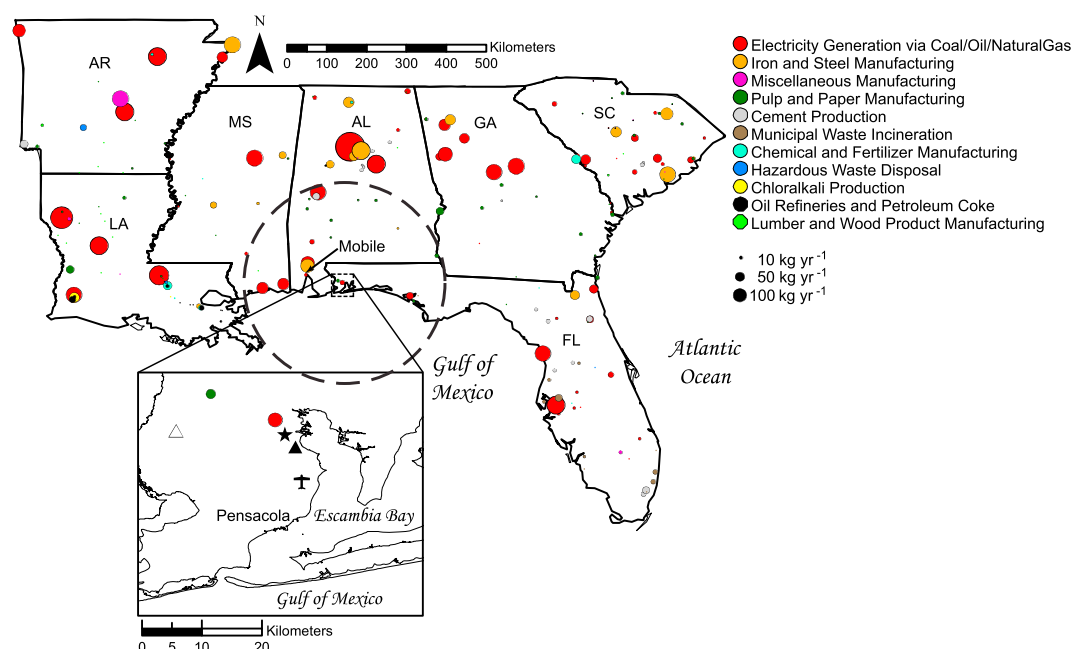 N
Kilometers
0 100 200 300 400 500
AR
MS
AL
GA
SC
LA
FL
Mobile
Electricity Generation via Coal/Oil/NaturalGas
Iron and Steel Manufacturing
Miscellaneous Manufacturing
Pulp and Paper Manufacturing
Cement Production
Municipal Waste Incineration
Chemical and Fertilizer Manufacturing
Hazardous Waste Disposal
Chloralkali Production
Oil Refineries and Petroleum Coke
Lumber and Wood Product Manufacturing
10 kg yr -1
50 kg yr -1
100 kg yr -1
Gulf of
Mexico
Atlantic
Ocean
Pensacola
Escambia Bay
Gulf of Mexico
Kilometers
0 5 10 20